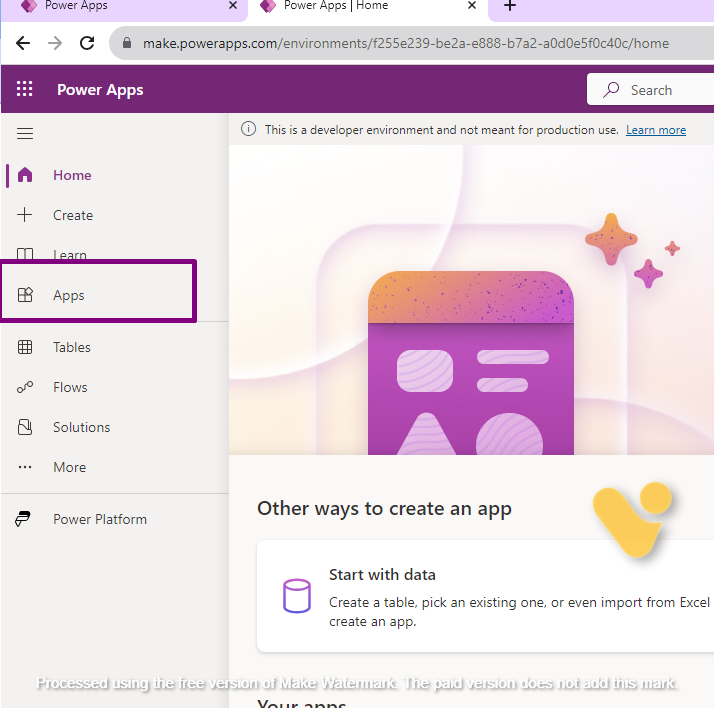 Power Apps
Power Apps | Home
make.powerapps.com/environments/f255e239-be2a-e888-b7a2-a0d0e5f0c40c/home
Power Apps
Search
This is a developer environment and not meant for production use. Learn more
Home
Create
Learn
Apps
Tables
Flows
Solutions
More
Power Platform
Other ways to create an app
Start with data
Create a table, pick an existing one, or even import from Excel
create an app.
Processed using the free version of Make Watermark. The paid version does not add this mark.
Your apps